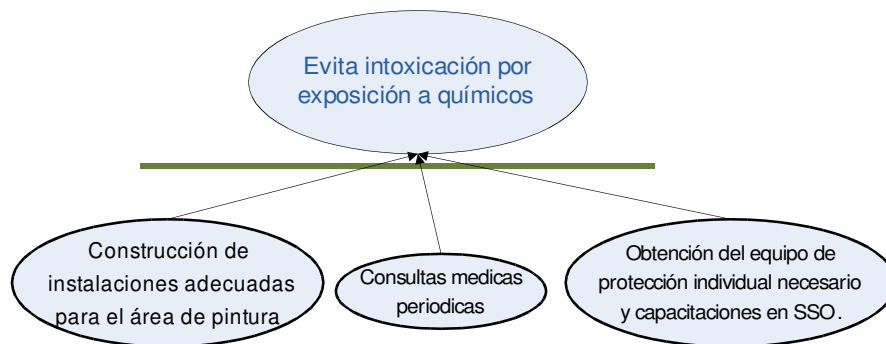 Evita intoxicación por
exposición a químicos
Construcción de
instalaciones adecuadas
para el área de pintura
Consultas medicas
periodicas
Obtención del equipo de
protección individual necesario
y capacitaciones en SSO.